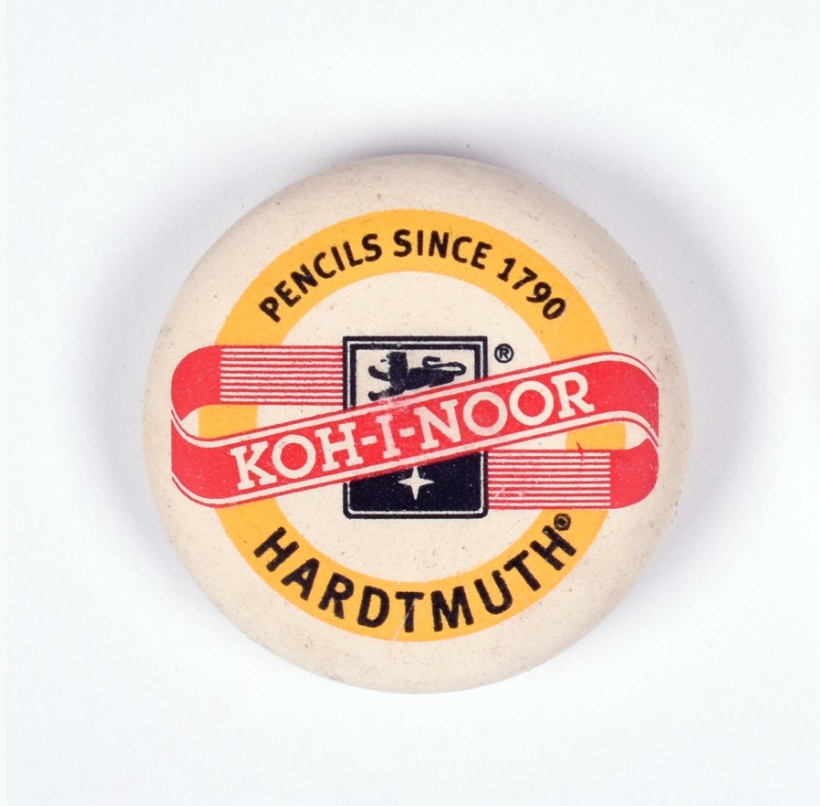 PENCILS SINCE 1790
®
KOH-I-NOOR
HARDTMUTH®